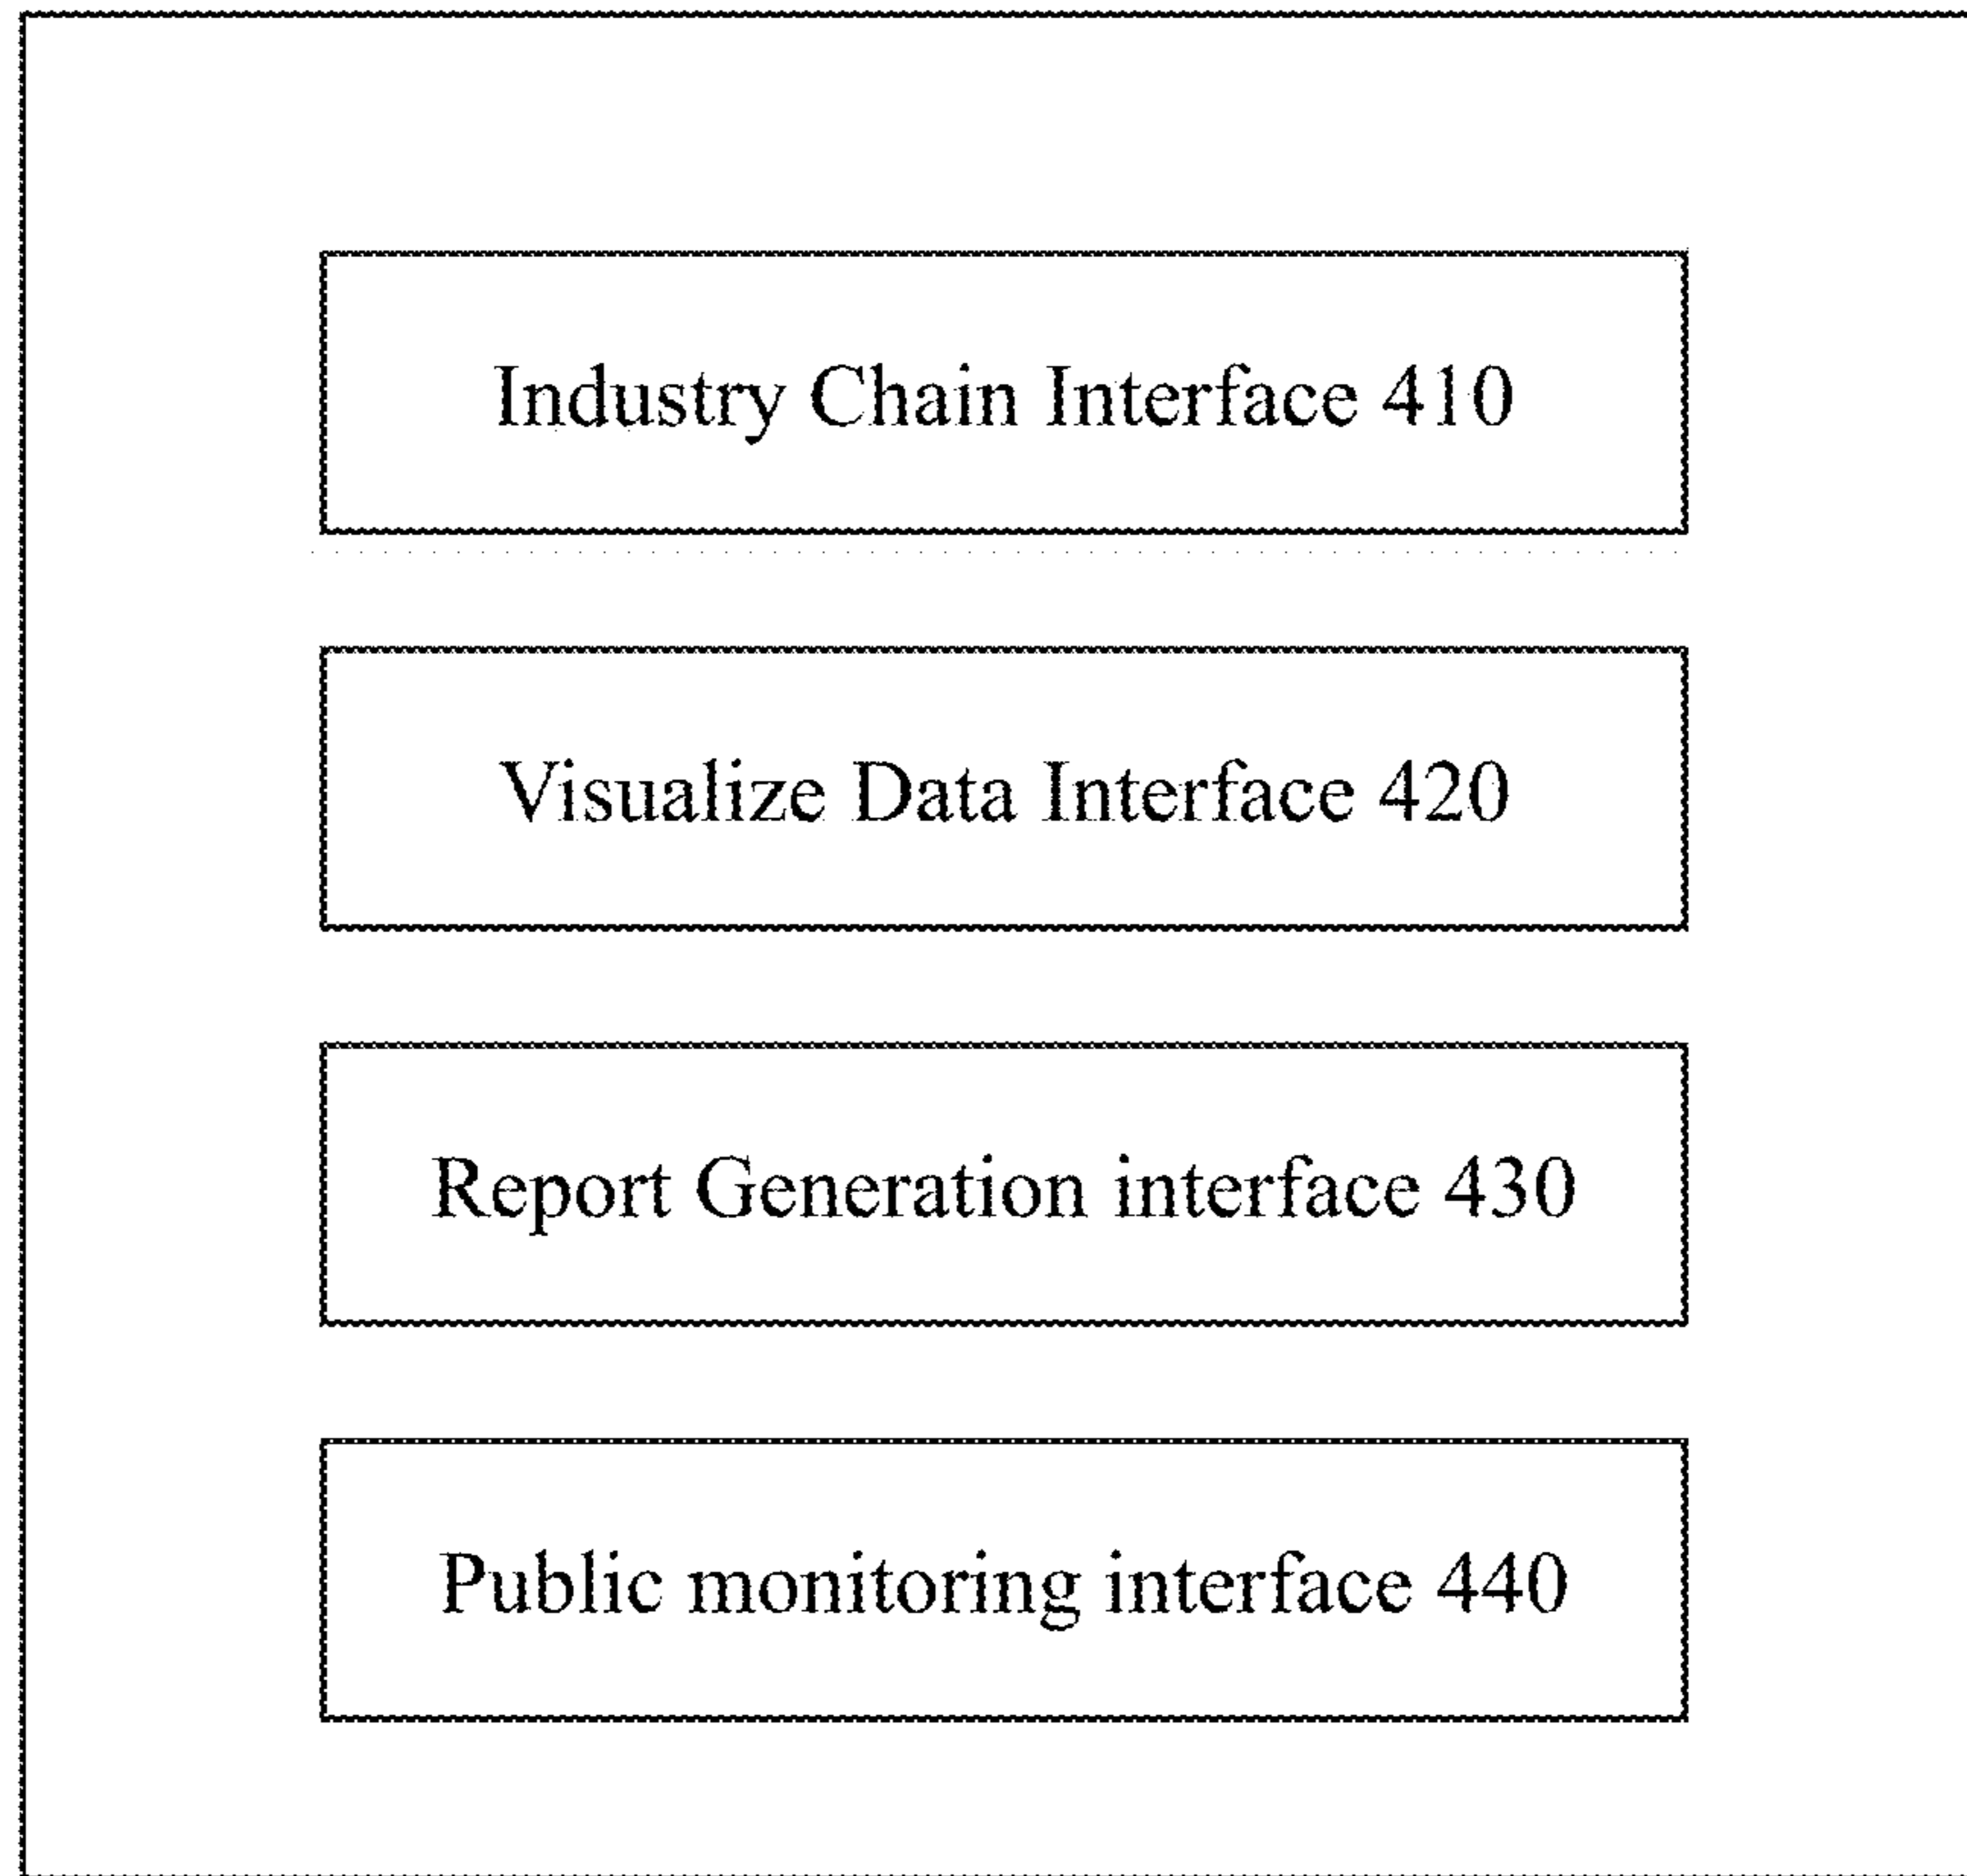 Industry Chain Interface 410
Visualize Data Interface 420
Report Generation interface 430
Public monitoring interface 440